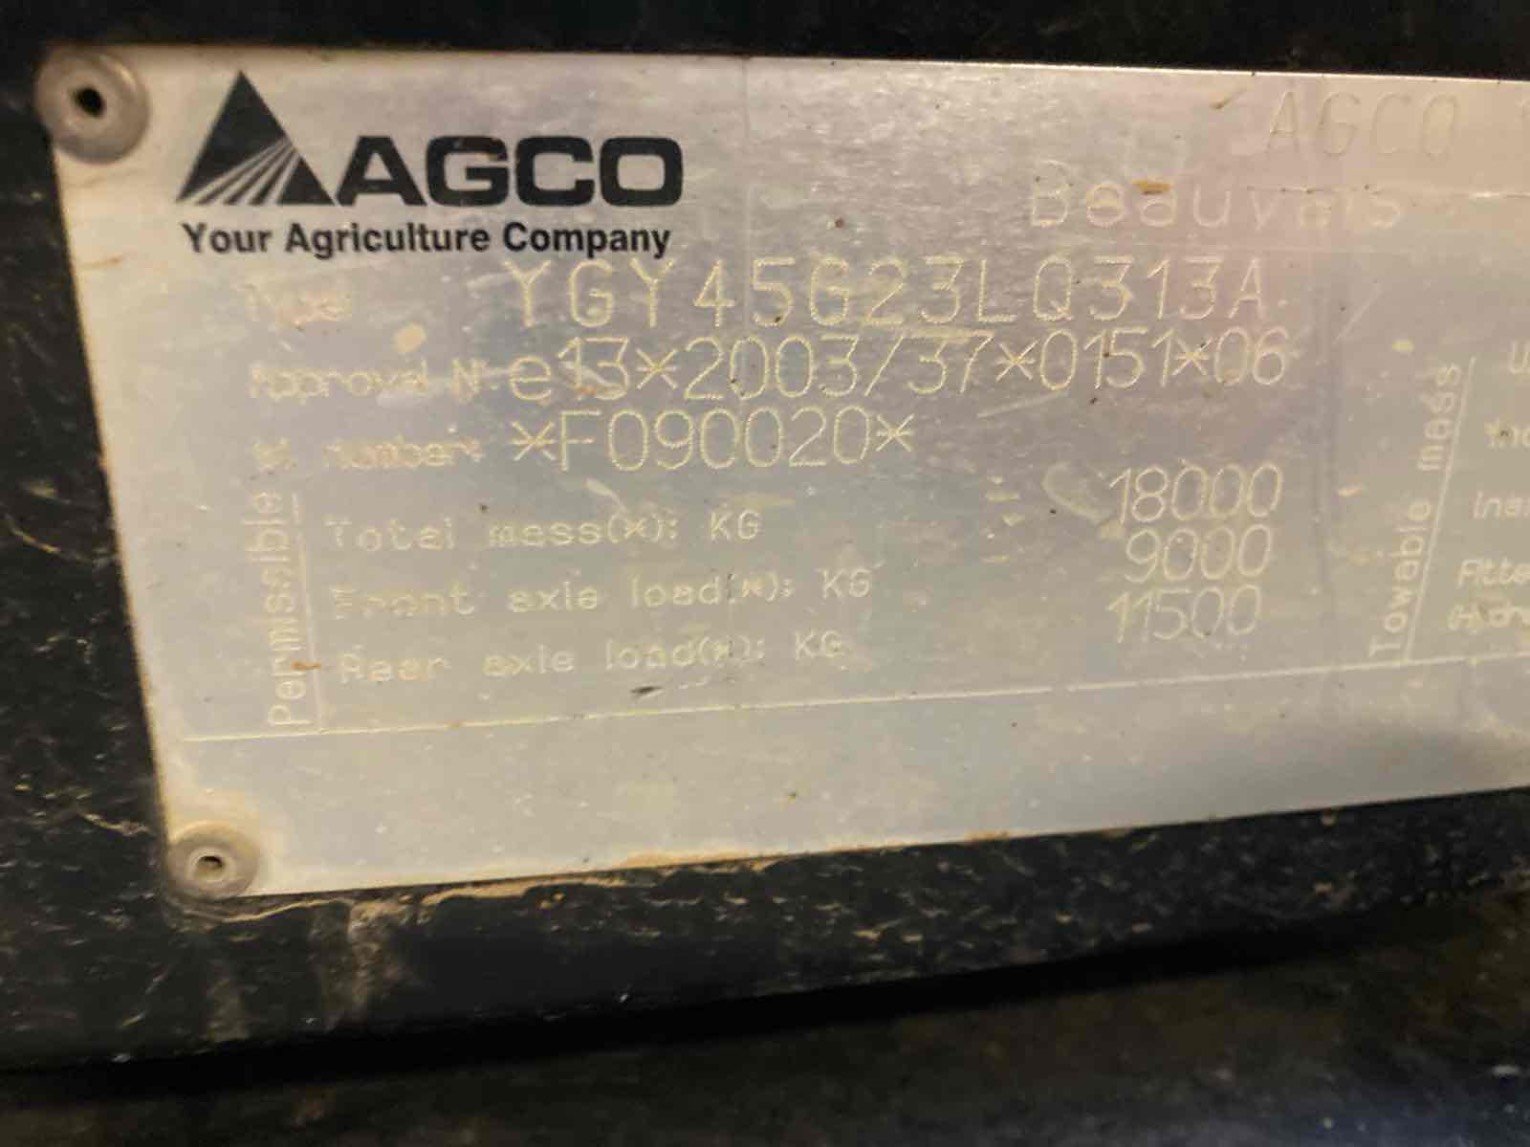 AGCO
AGCO
Your Agriculture Company
Beauvais
Type YGY45G23LQ313A
Approval N° e13*2003/37*0151*06
number *F090020*
Permissible
Total mass(*): KG 18000
Front axle load(*): KG 9000
Rear axle load(*): KG 11500
Towable mass